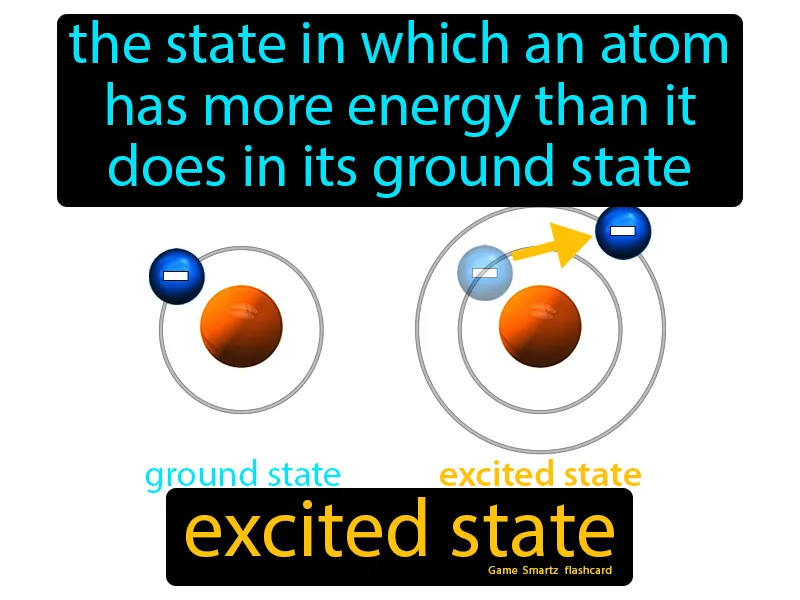 the state in which an atom
has more energy than it
does in its ground state
ground state
excited state
excited state
Game Smartz flashcard